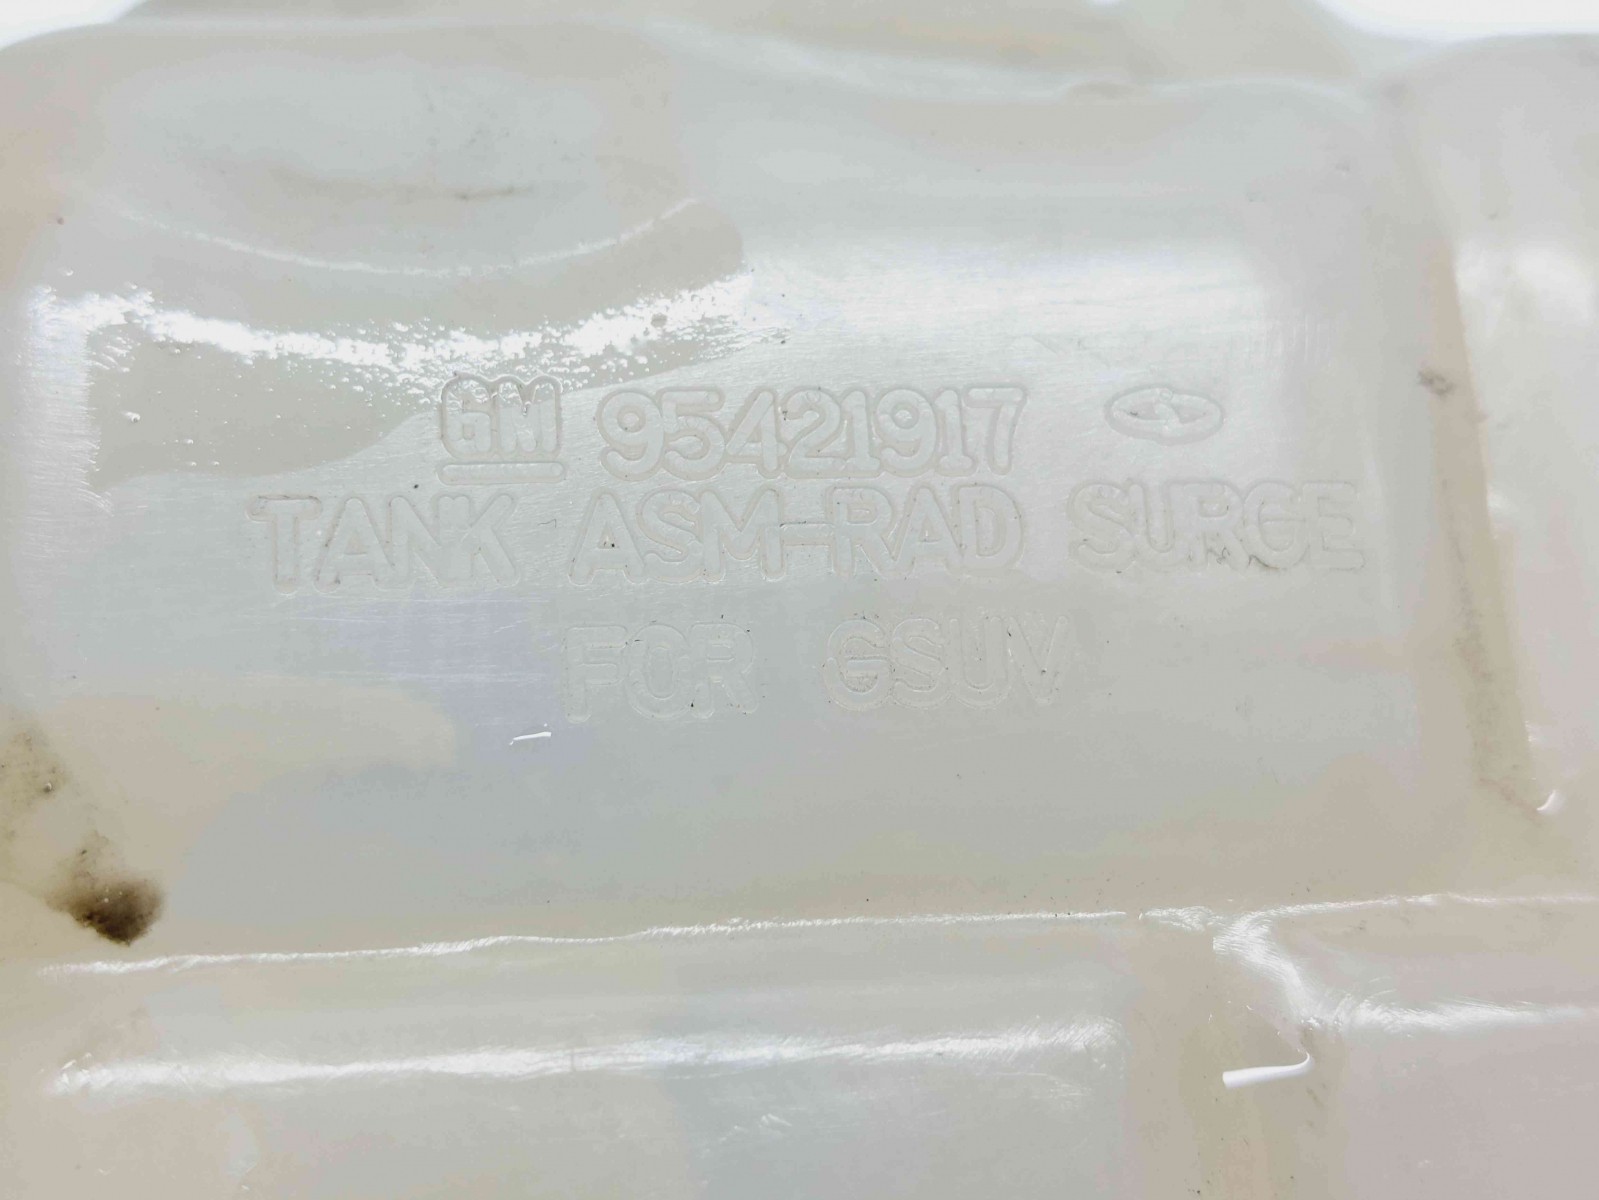 GM 95421917
TANK ASM-RAD SURGE
FOR GSUV